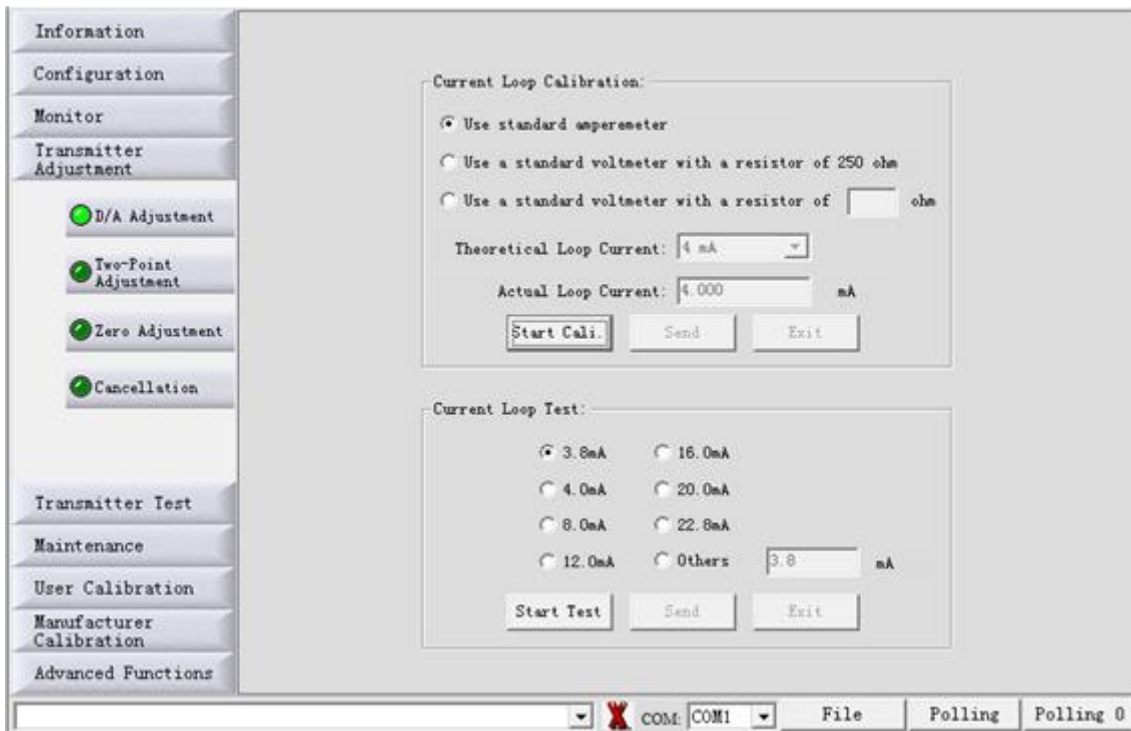 Information
Configuration
Monitor
Transmitter
Adjustment
D/A Adjustment
Two-Point
Adjustment
Zero Adjustment
Cancellation
Transmitter Test
Maintenance
User Calibration
Manufacturer
Calibration
Advanced Functions
Current Loop Calibration:
Use standard amperemeter
Use a standard voltmeter with a resistor of 250 ohm
Use a standard voltmeter with a resistor of ohm
Theoretical Loop Current: 4 mA
Actual Loop Current: 4.000 mA
Start Cali. Send Exit
Current Loop Test:
3.8mA 16.0mA
4.0mA 20.0mA
8.0mA 22.8mA
12.0mA Others 3.8 mA
Start Test Send Exit
COM: COM1 File Polling Polling 0